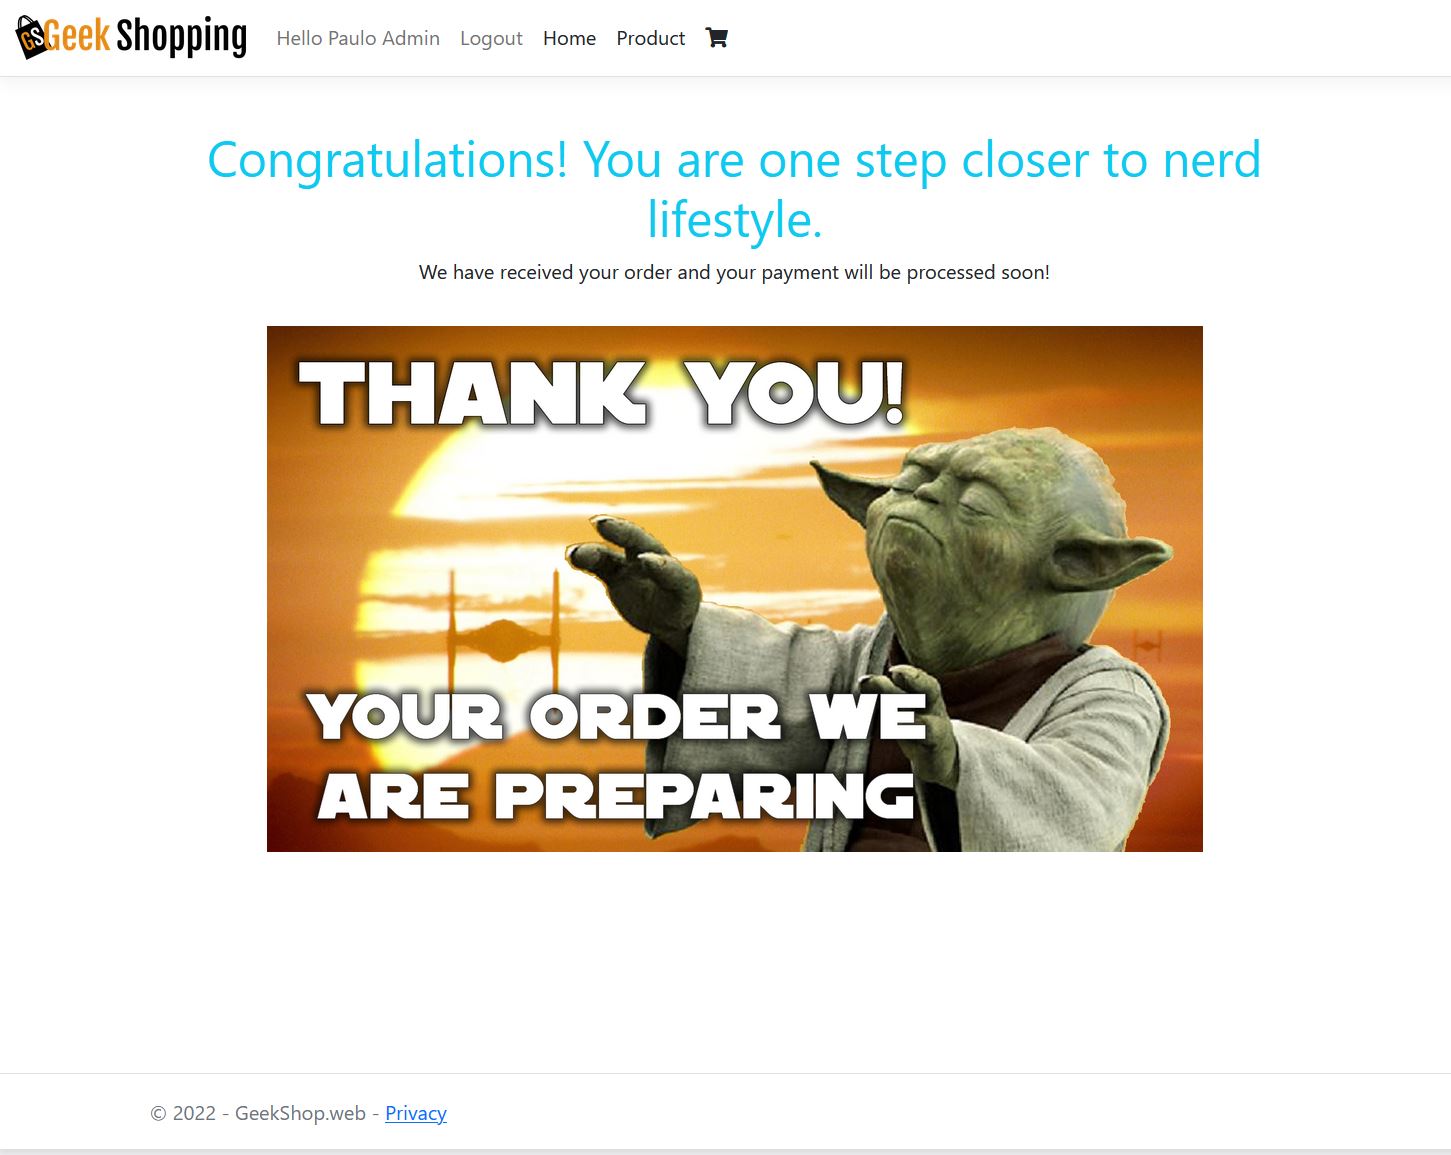 GS Geek Shopping Hello Paulo Admin Logout Home Product
Congratulations! You are one step closer to nerd
lifestyle.
We have received your order and your payment will be processed soon!
THANK YOU!
YOUR ORDER WE
ARE PREPARING
© 2022 - GeekShop.web - Privacy